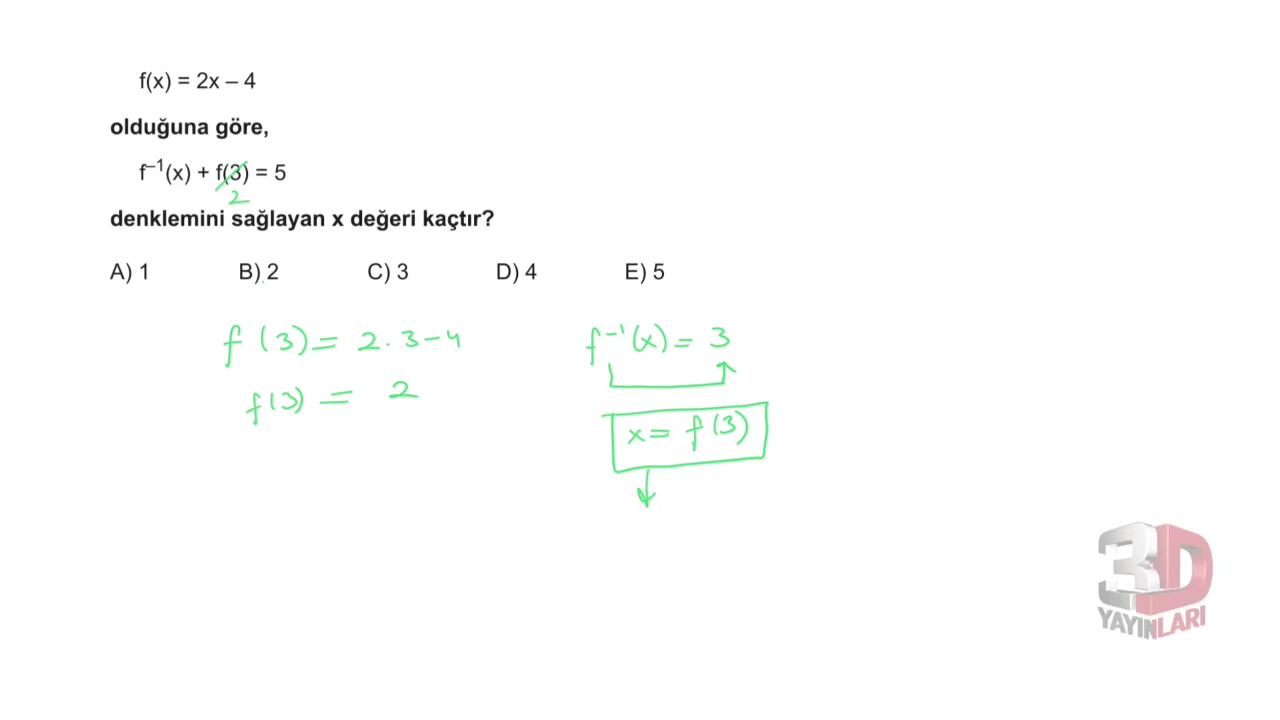 f(x) = 2x – 4
olduğuna göre,
f⁻¹(x) + f(3) = 5
2
denklemini sağlayan x değeri kaçtır?
A) 1 B) 2 C) 3 D) 4 E) 5
f(3) = 2.3-4
f(3) = 2
f⁻¹(x) = 3
x = f(3)
3D
YAYINLARI